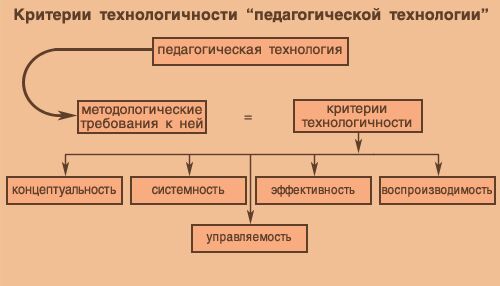 Критерии технологичности “педагогической технологии”
педагогическая технология
методологические
требования к ней
=
критерии
технологичности
концептуальность
системность
эффективность
воспроизводимость
управляемость